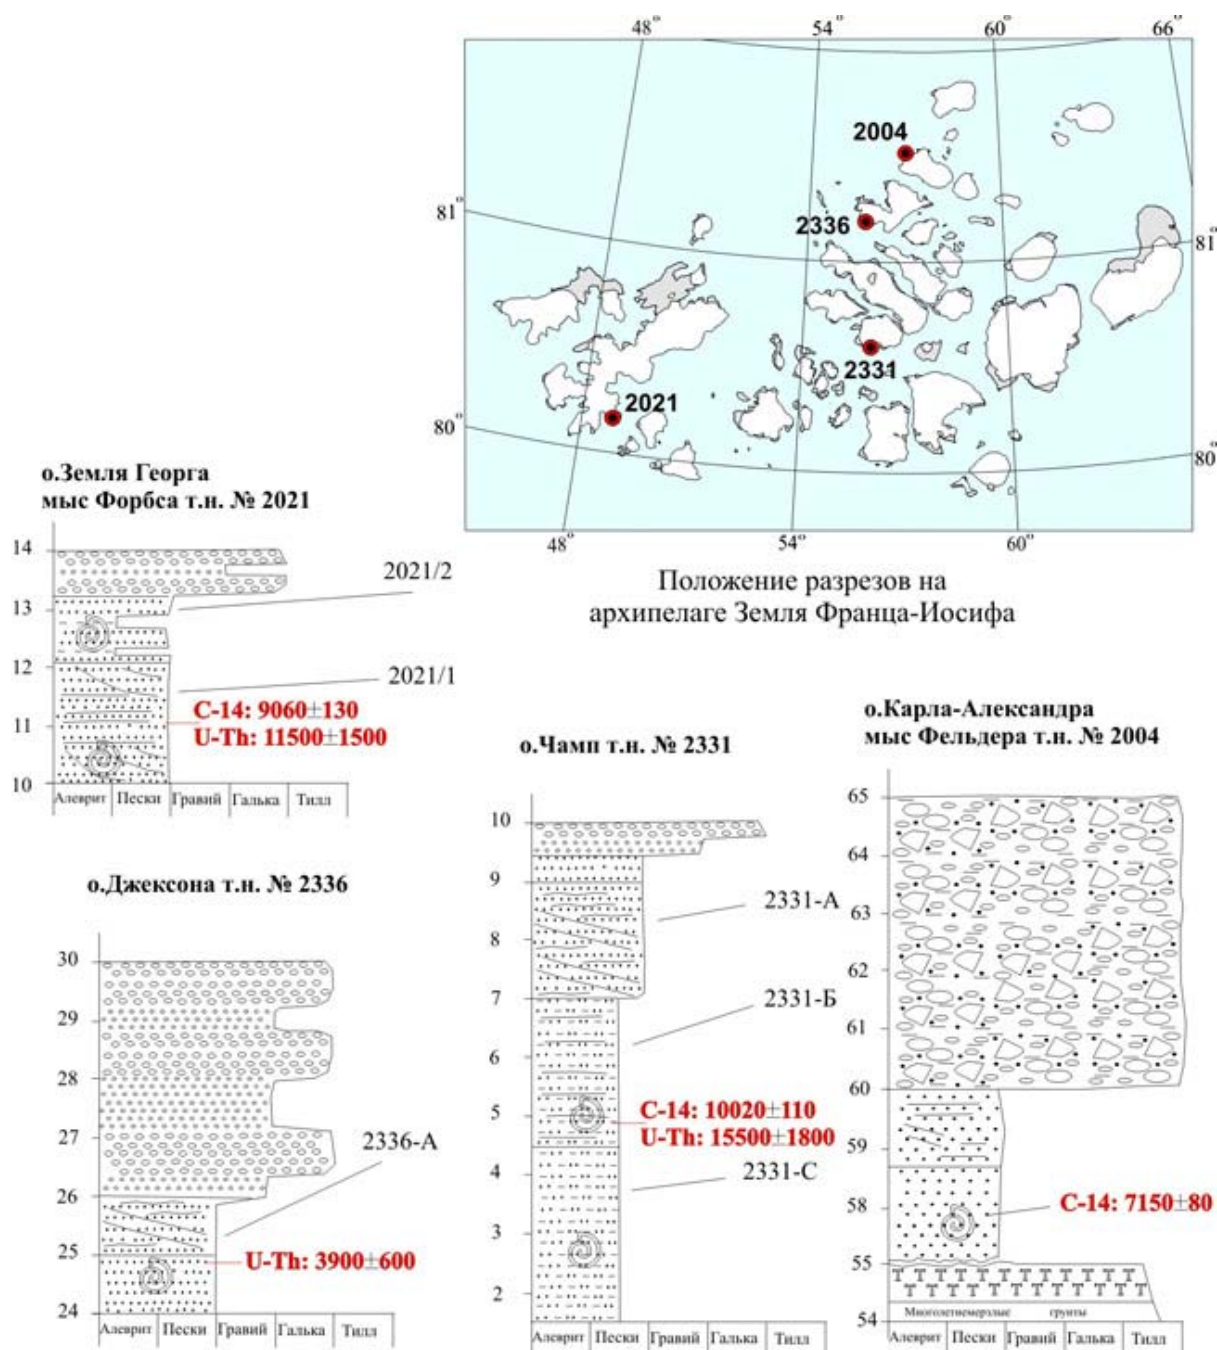 48°
54°
60°
66°
2004
81°
2336
81°
2331
2021
80°
80°
48°
54°
60°
Положение разрезов на
архипелаге Земля Франца-Иосифа
о.Земля Георга
мыс Форбса т.н. № 2021
14
13
12
11
10
2021/2
2021/1
C-14: 9060±130
U-Th: 11500±1500
Алеврит Пески Гравий Галька Тилл
о.Джексона т.н. № 2336
30
29
28
27
26
25
24
2336-А
U-Th: 3900±600
Алеврит Пески Гравий Галька Тилл
о.Чамп т.н. № 2331
10
9
8
7
6
5
4
3
2
2331-А
2331-Б
C-14: 10020±110
U-Th: 15500±1800
2331-С
Алеврит Пески Гравий Галька Тилл
о.Карла-Александра
мыс Фельдера т.н. № 2004
65
64
63
62
61
60
59
58
55
54
C-14: 7150±80
Многолетнемерзлые грунты
Алеврит Пески Гравий Галька Тилл